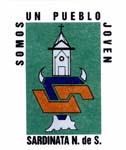 SOMOS UN PUEBLO JOVEN
SARDINATA N. de S.